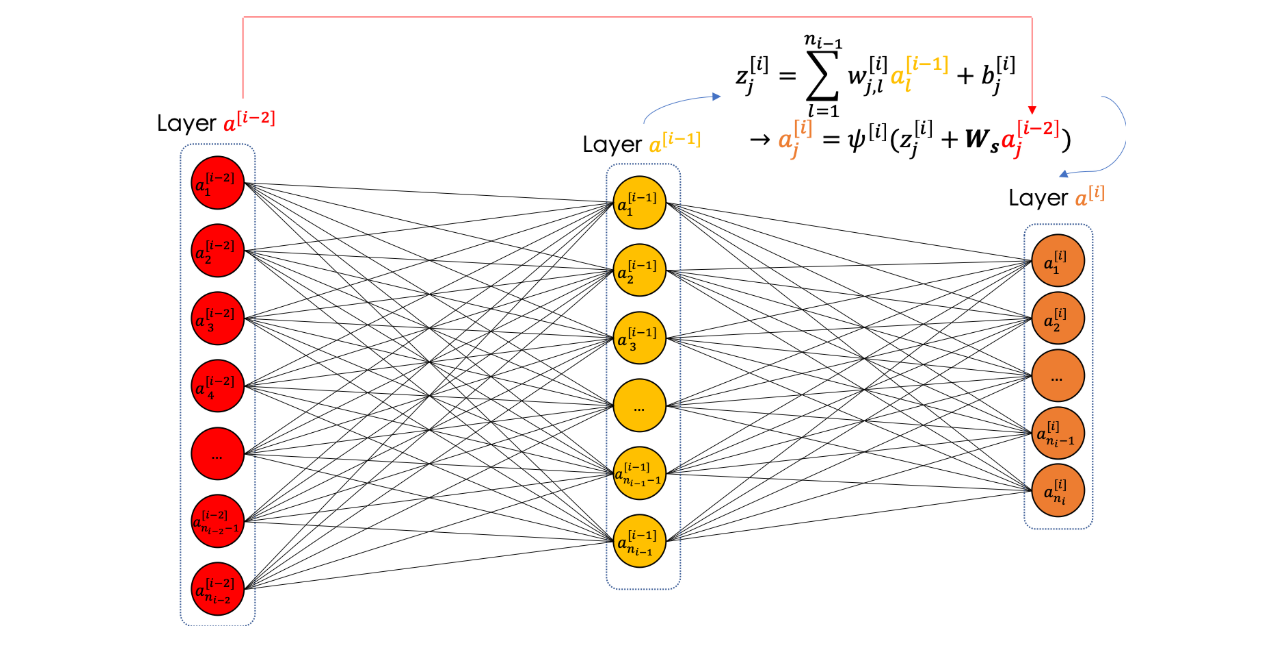 z_j^{[i]} = \sum_{l=1}^{n_{i-1}} w_{j,l}^{[i]} a_l^{[i-1]} + b_j^{[i]}
→ a_j^{[i]} = ψ^{[i]}(z_j^{[i]} + W_s a_j^{[i-2]})
Layer a^{[i-2]}
a_1^{[i-2]}
a_2^{[i-2]}
a_3^{[i-2]}
a_4^{[i-2]}
...
a_{n_{i-2}-1}^{[i-2]}
a_{n_{i-2}}^{[i-2]}
Layer a^{[i-1]}
a_1^{[i-1]}
a_2^{[i-1]}
a_3^{[i-1]}
...
a_{n_{i-1}-1}^{[i-1]}
a_{n_{i-1}}^{[i-1]}
Layer a^{[i]}
a_1^{[i]}
a_2^{[i]}
...
a_{n_i-1}^{[i]}
a_{n_i}^{[i]}